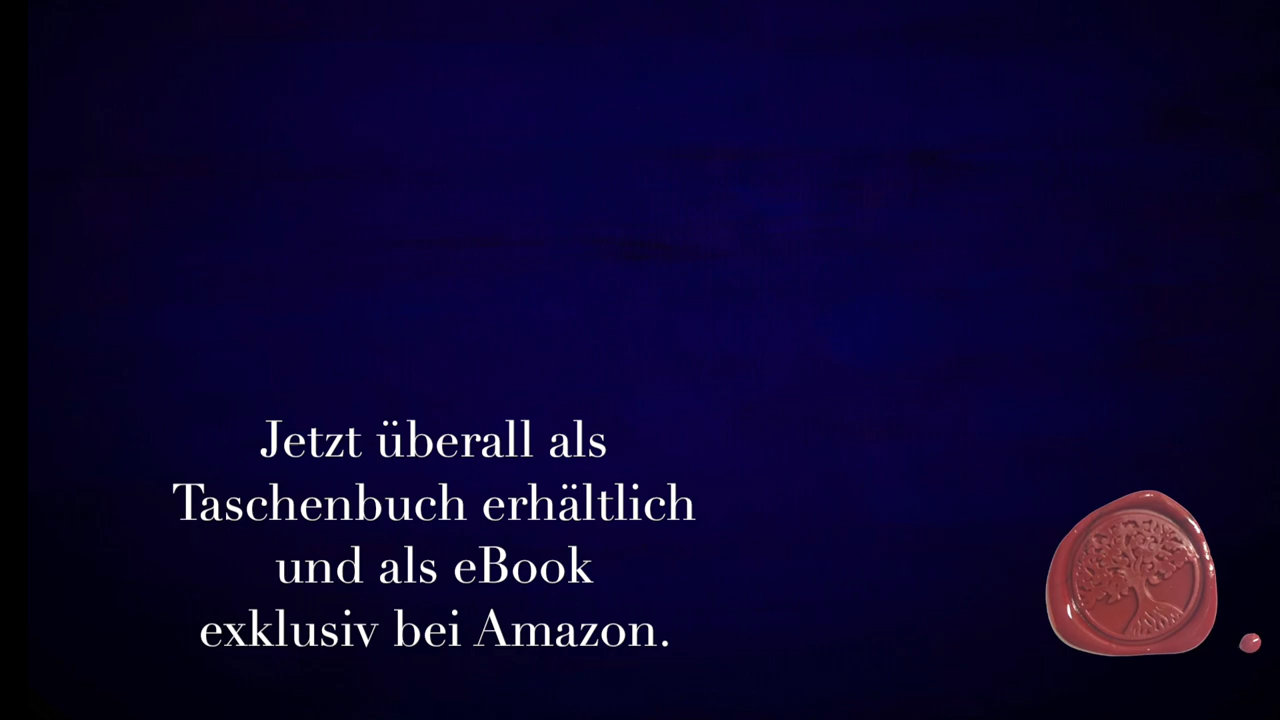 Jetzt überall als
Taschenbuch erhältlich
und als eBook
exklusiv bei Amazon.